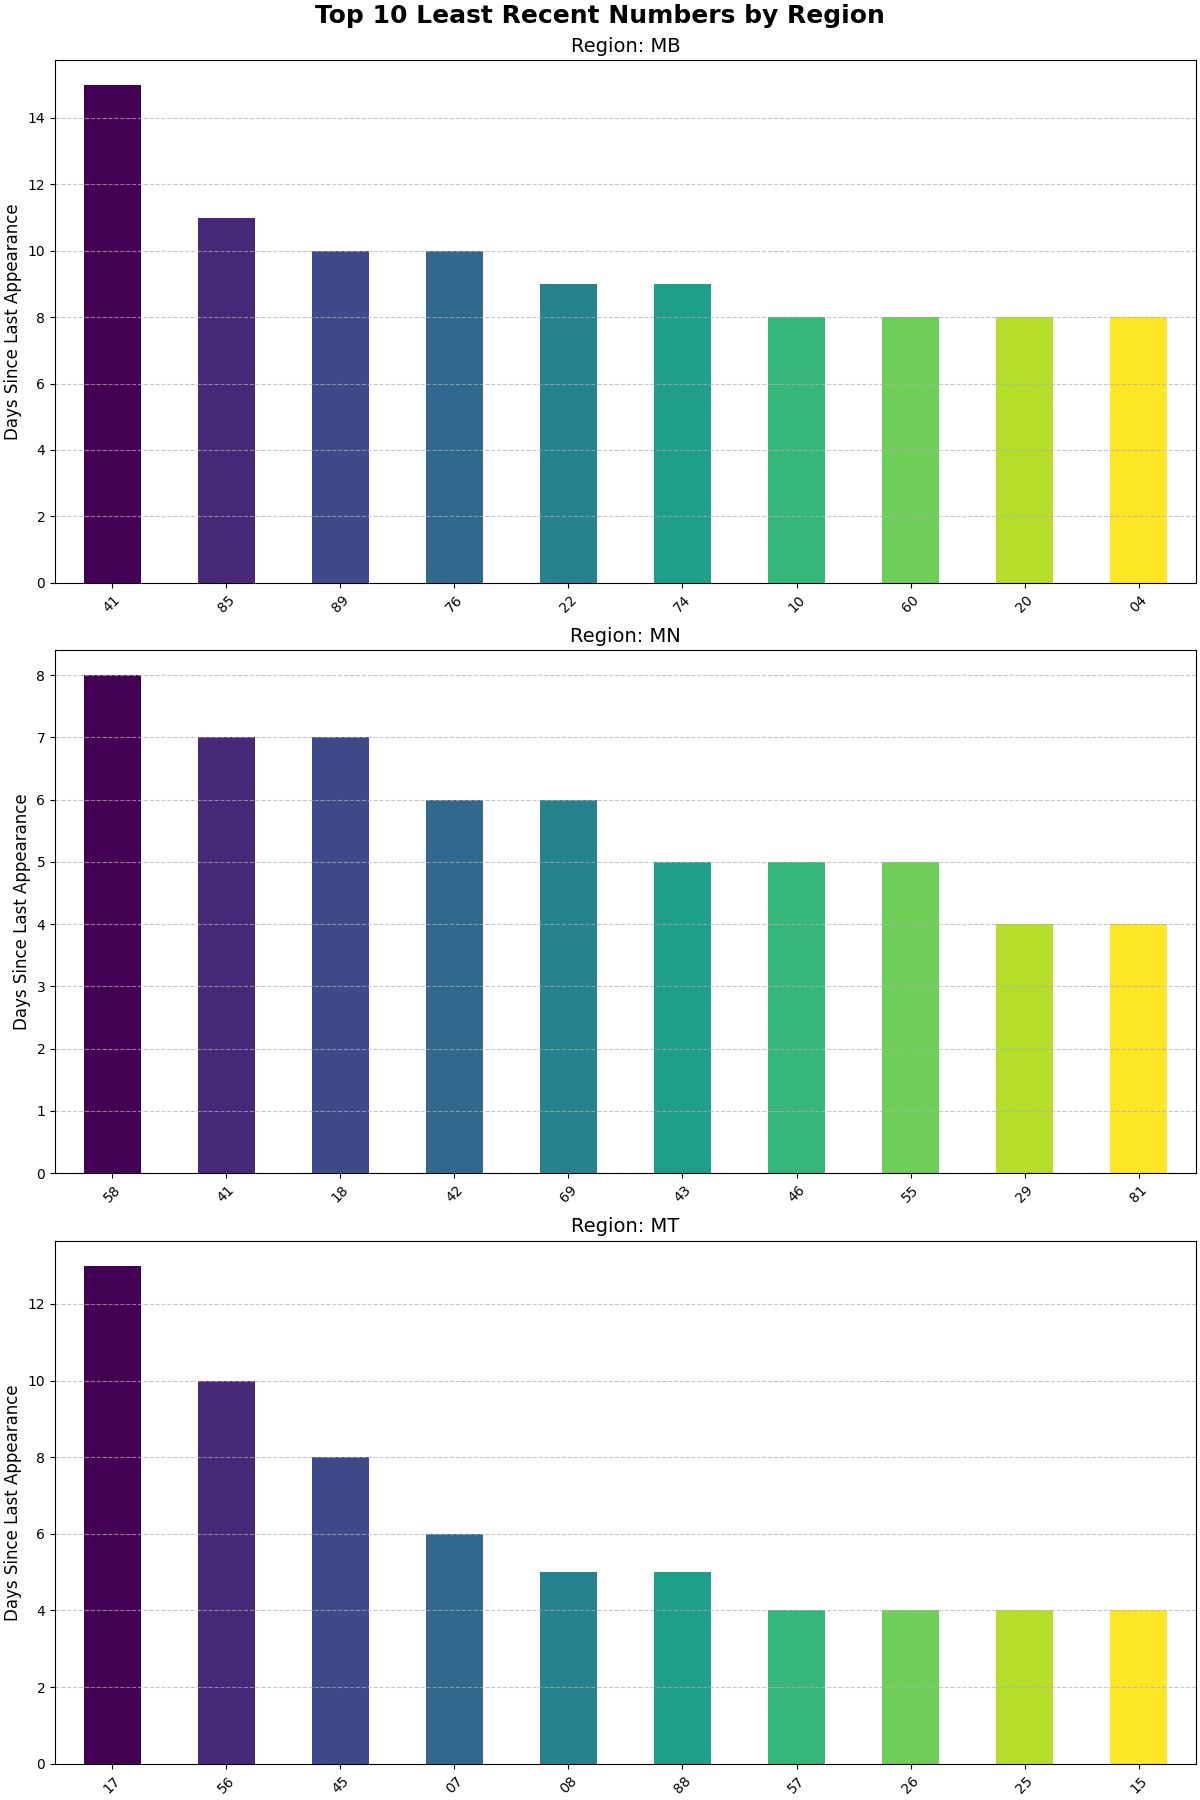 Top 10 Least Recent Numbers by Region
Region: MB
Days Since Last Appearance
14
12
10
8
6
4
2
0
41 85 89 76 22 74 10 60 20 04
Region: MN
Days Since Last Appearance
8
7
6
5
4
3
2
1
0
58 41 18 42 69 43 46 55 29 81
Region: MT
Days Since Last Appearance
12
10
8
6
4
2
0
17 56 45 07 08 88 57 26 25 15